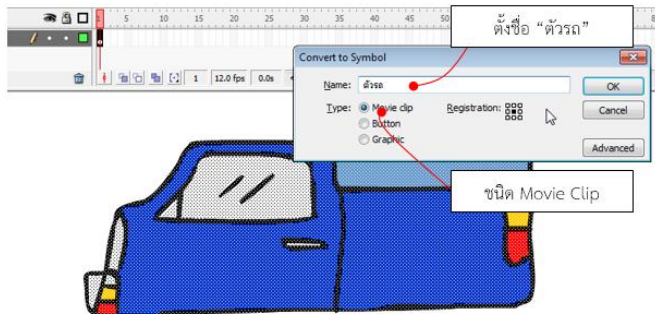 5 10 15 20 25 30 35 40 45 50
ตั้งชื่อ “ตัวรถ”
1 12.0 fps 0.0s
Convert to Symbol
Name: ตัวรถ
OK
Type: Movie clip Registration:
Cancel
Button
Graphic
Advanced
ชนิด Movie Clip